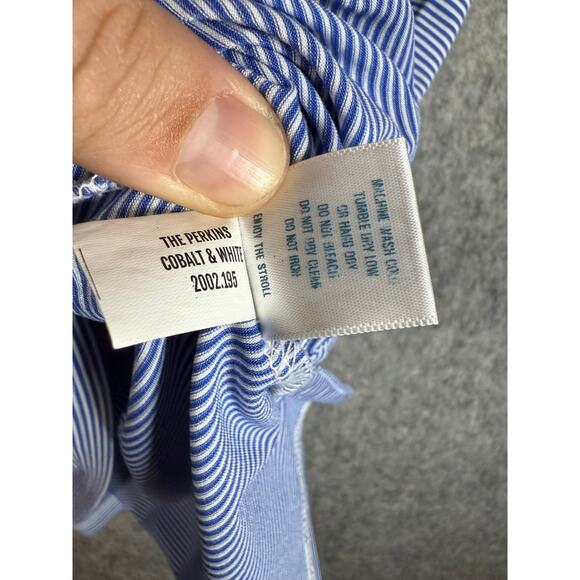 THE PERKINS
COBALT & WHITE
2002.195
ENJOY THE STROLL
MACHINE WASH COLD
TUMBLE DRY LOW
OR HANG DRY
DO NOT BLEACH
DO NOT DRY CLEAN
DO NOT IRON